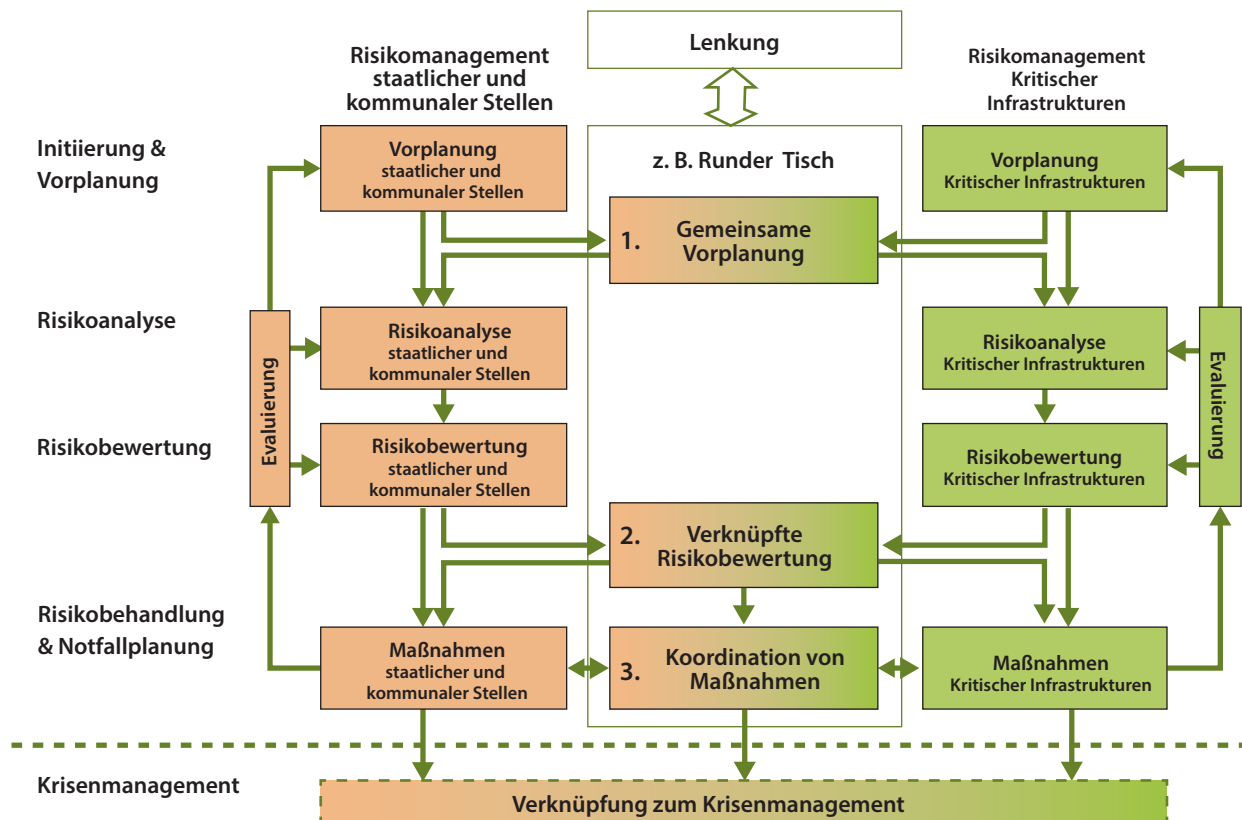 Lenkung
Risikomanagement
staatlicher und
kommunaler Stellen
Risikomanagement
Kritischer
Infrastrukturen
Initiierung &
Vorplanung
Vorplanung
staatlicher und
kommunaler Stellen
z. B. Runder Tisch
Vorplanung
Kritischer Infrastrukturen
1. Gemeinsame
Vorplanung
Risikoanalyse
Evaluierung
Risikoanalyse
staatlicher und
kommunaler Stellen
Risikoanalyse
Kritischer Infrastrukturen
Evaluierung
Risikobewertung
Risikobewertung
staatlicher und
kommunaler Stellen
Risikobewertung
Kritischer Infrastrukturen
2. Verknüpfte
Risikobewertung
Risikobehandlung
& Notfallplanung
Maßnahmen
staatlicher und
kommunaler Stellen
3. Koordination von
Maßnahmen
Maßnahmen
Kritischer Infrastrukturen
Krisenmanagement
Verknüpfung zum Krisenmanagement